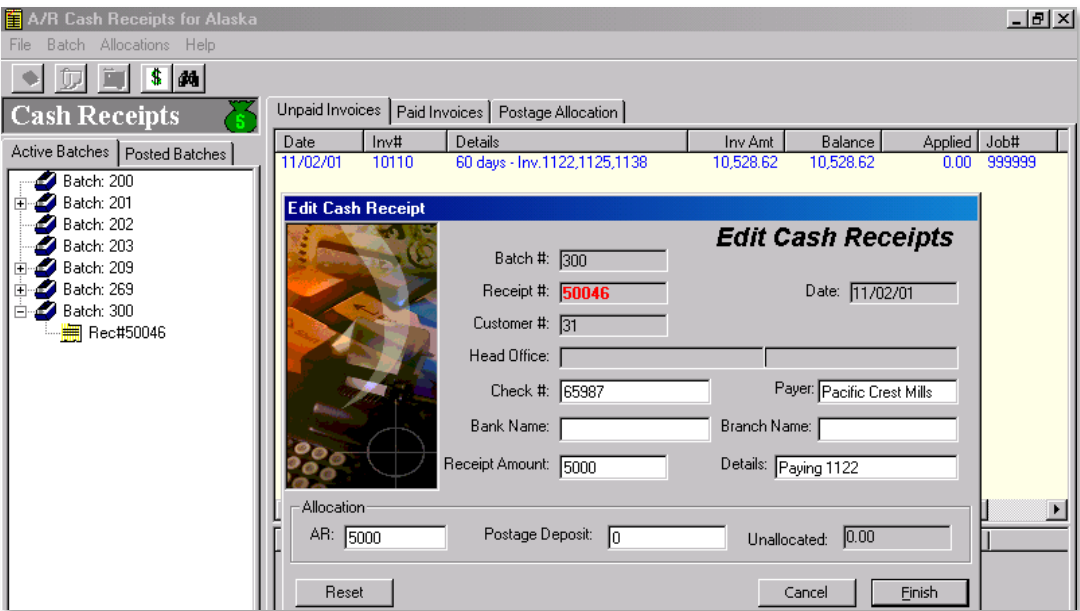 A/R Cash Receipts for Alaska
File Batch Allocations Help
Cash Receipts
Active Batches Posted Batches
Batch: 200
Batch: 201
Batch: 202
Batch: 203
Batch: 209
Batch: 269
Batch: 300
Rec#50046
Unpaid Invoices Paid Invoices Postage Allocation
Date Inv# Details Inv Amt Balance Applied Job#
11/02/01 10110 60 days - Inv.1122,1125,1138 10,528.62 10,528.62 0.00 999999
Edit Cash Receipt
Edit Cash Receipts
Batch #: 300
Receipt #: 50046 Date: 11/02/01
Customer #: 31
Head Office:
Check #: 65987 Payer: Pacific Crest Mills
Bank Name: Branch Name:
Receipt Amount: 5000 Details: Paying 1122
Allocation
AR: 5000 Postage Deposit: 0 Unallocated: 0.00
Reset Cancel Finish